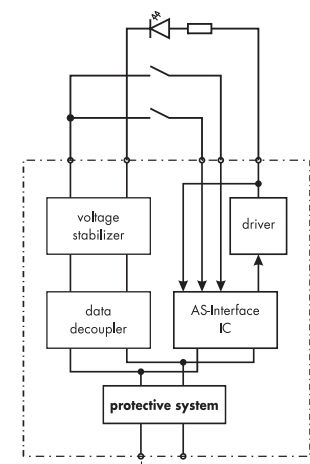 voltage
stabilizer
driver
data
decoupler
AS-Interface
IC
protective system